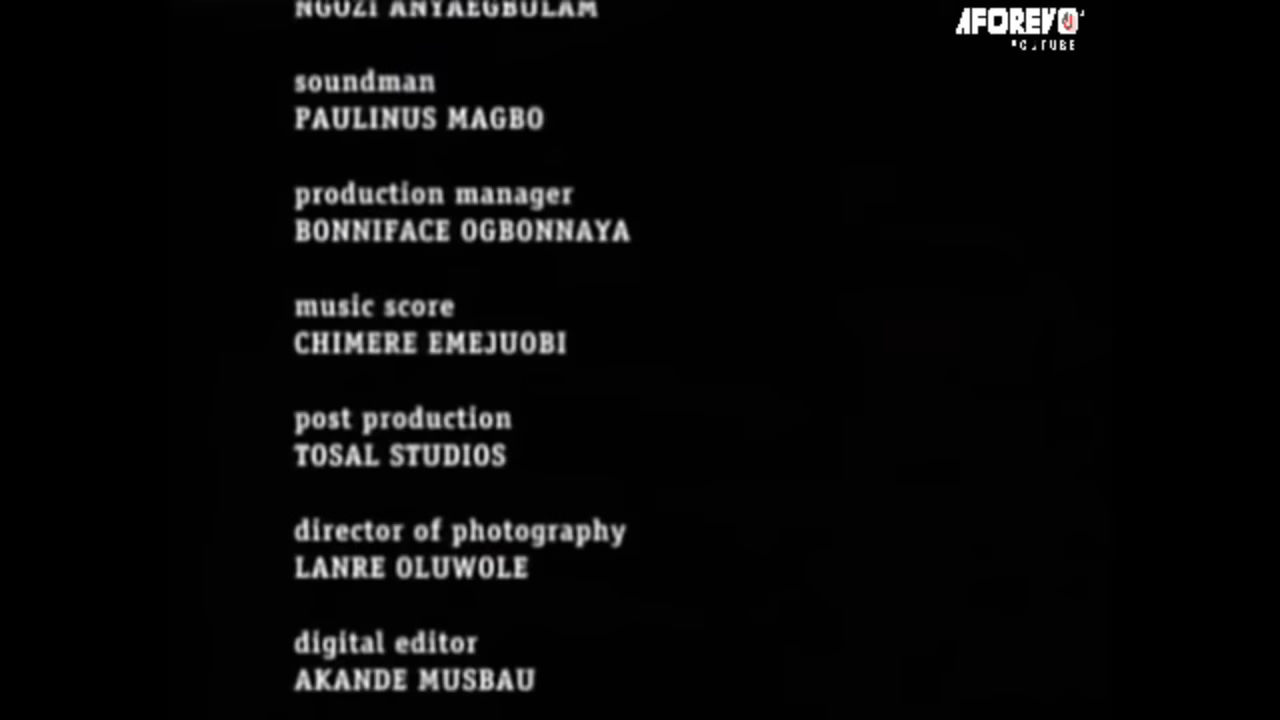 NGOZI ANYAEGBULAM
AFOREVO
soundman
PAULINUS MAGBO
production manager
BONNIFACE OGBONNAYA
music score
CHIMERE EMEJUOBI
post production
TOSAL STUDIOS
director of photography
LANRE OLUWOLE
digital editor
AKANDE MUSBAU